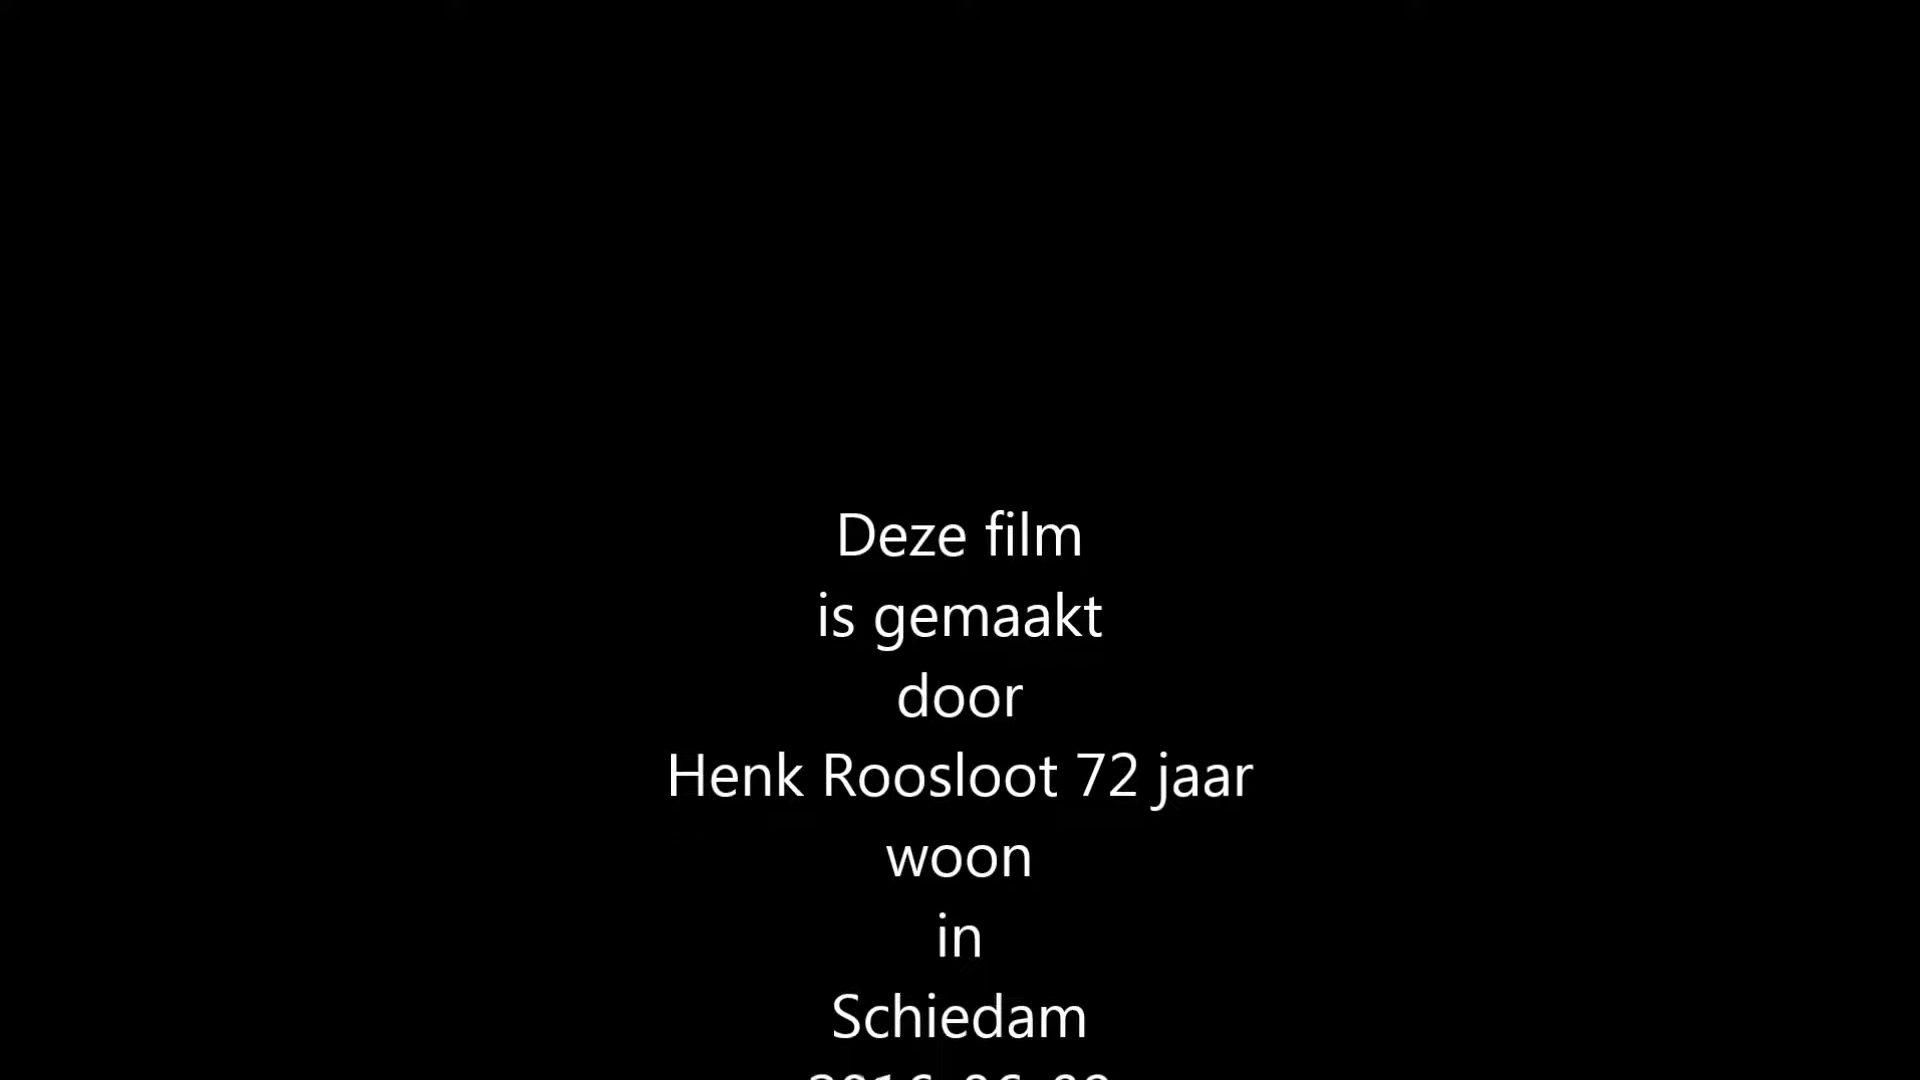 Deze film
is gemaakt
door
Henk Roosloot 72 jaar
woon
in
Schiedam